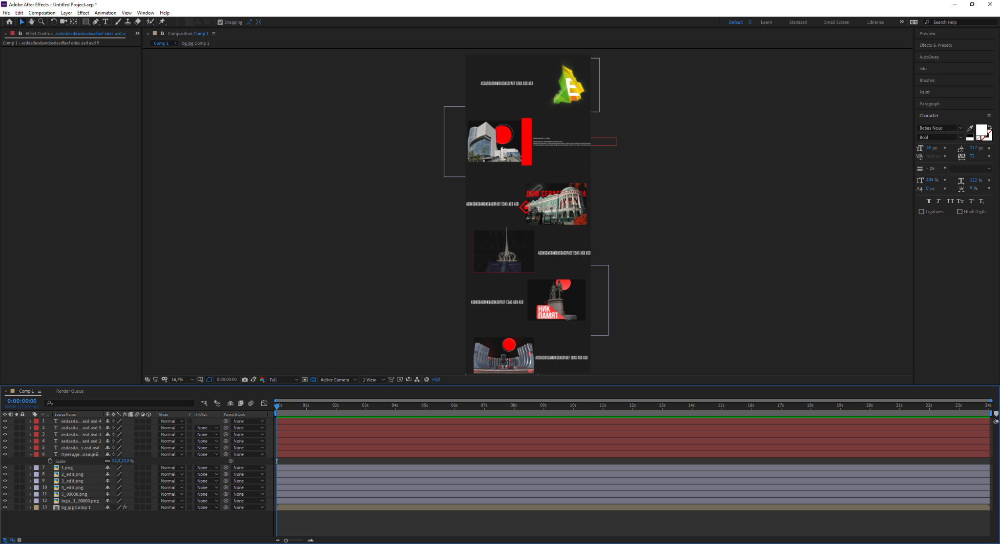 Adobe After Effects - Untitled Project.aep *
File Edit Composition Layer Effect Animation View Window Help
Snapping Default Learn Standard Small Screen Libraries Search Help
Effect Controls asdasdasdawdasdasdfaef edas asd a
Comp 1 • asdasdasdawdasdasdfaef edas asd asd 5
Composition Comp 1
Comp 1 bg.jpg Comp 1
ASDASDASDAWDASDASDFAEF EDAS ASD ASD
E
ДОМ СЕВАСТ
ASDASDASDAWDASDASDFAEF EDAS ASD ASD
ASDASDASDAWDASDASDFAEF EDAS ASD ASD
ASDASDASDAWDASDASDFAEF EDAS ASD ASD
НИК
ПАМЯТ
ASDASDASDAWDASDASDFAEF EDAS ASD ASD
16,7% 0:00:00:00 Full Active Camera 1 View +0,0
Preview
Effects & Presets
AutoSway
Info
Brushes
Paint
Paragraph
Character
Bebas Neue
Bold
36 px 117 px
Metrics 72
- px
204 % 222 %
0 px 0 %
Ligatures Hindi Digits
Comp 1 Render Queue
0:00:00:00
00000 (23.976 fps)
:00s 01s 02s 03s 04s 05s 06s 07s 08s 09s 10s 11s 12s 13s 14s 15s 16s 17s 18s 19s 20s 21s 22s 23s 24s
# Source Name Mode T .TrkMat Parent & Link
1 asdasda... asd asd 4 Normal None
2 asdasda... asd asd 5 Normal None None
3 asdasda... asd asd 3 Normal None None
4 asdasda... asd asd 2 Normal None None
5 asdasda...s asd asd Normal None None
6 Президе...озиций. Normal None None
Scale 22,0,22,0 %
7 1.png Normal None None
8 2_edit.png Normal None None
9 3_edit.png Normal None None
10 4_edit.png Normal None None
11 5_00000.png Normal None None
12 logo_1_00000.png Normal None None
13 bg.jpg Comp 1 Normal None None